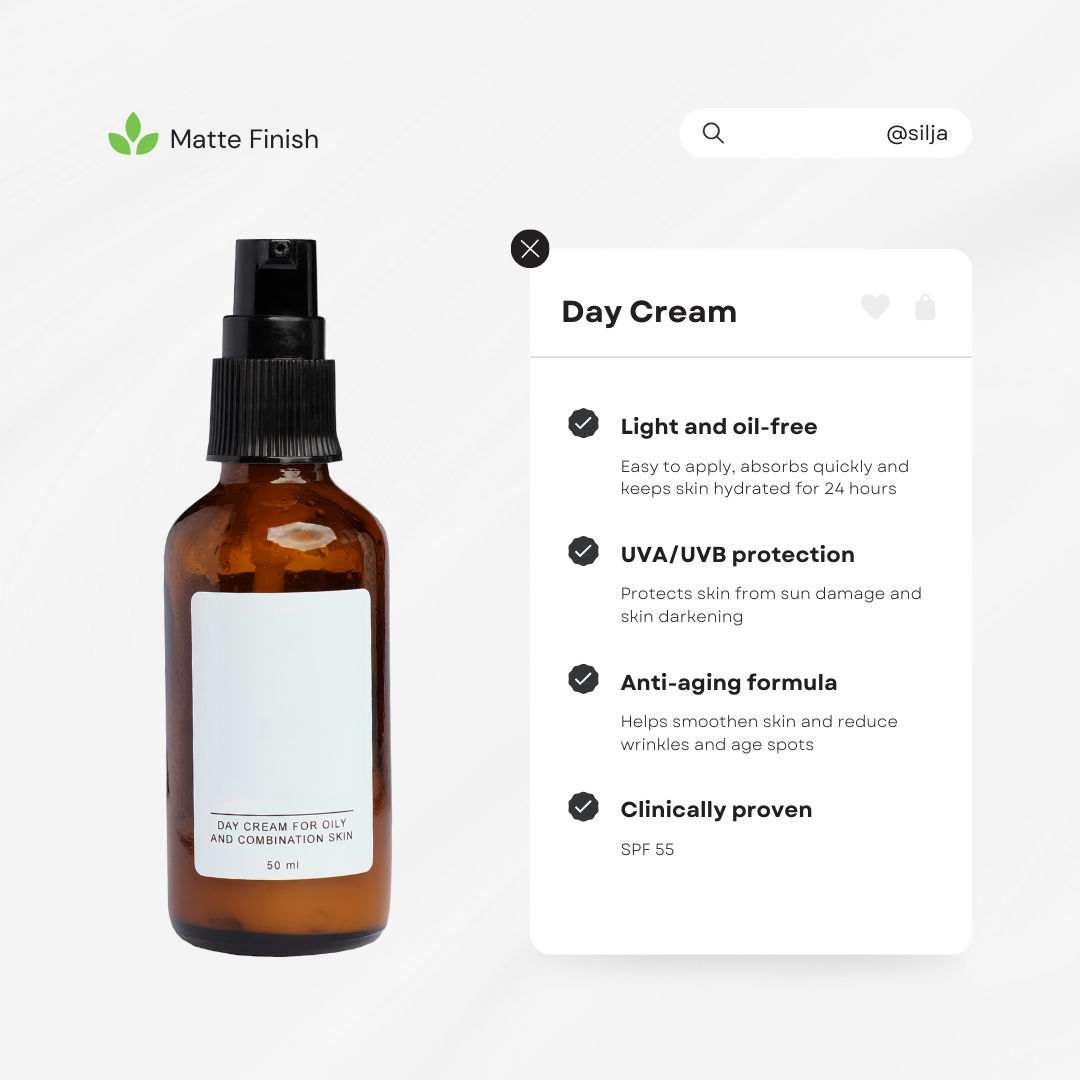 Matte Finish
@silja
Day Cream
Light and oil-free
Easy to apply, absorbs quickly and
keeps skin hydrated for 24 hours
UVA/UVB protection
Protects skin from sun damage and
skin darkening
Anti-aging formula
Helps smoothen skin and reduce
wrinkles and age spots
Clinically proven
SPF 55
DAY CREAM FOR OILY
AND COMBINATION SKIN
50 ml